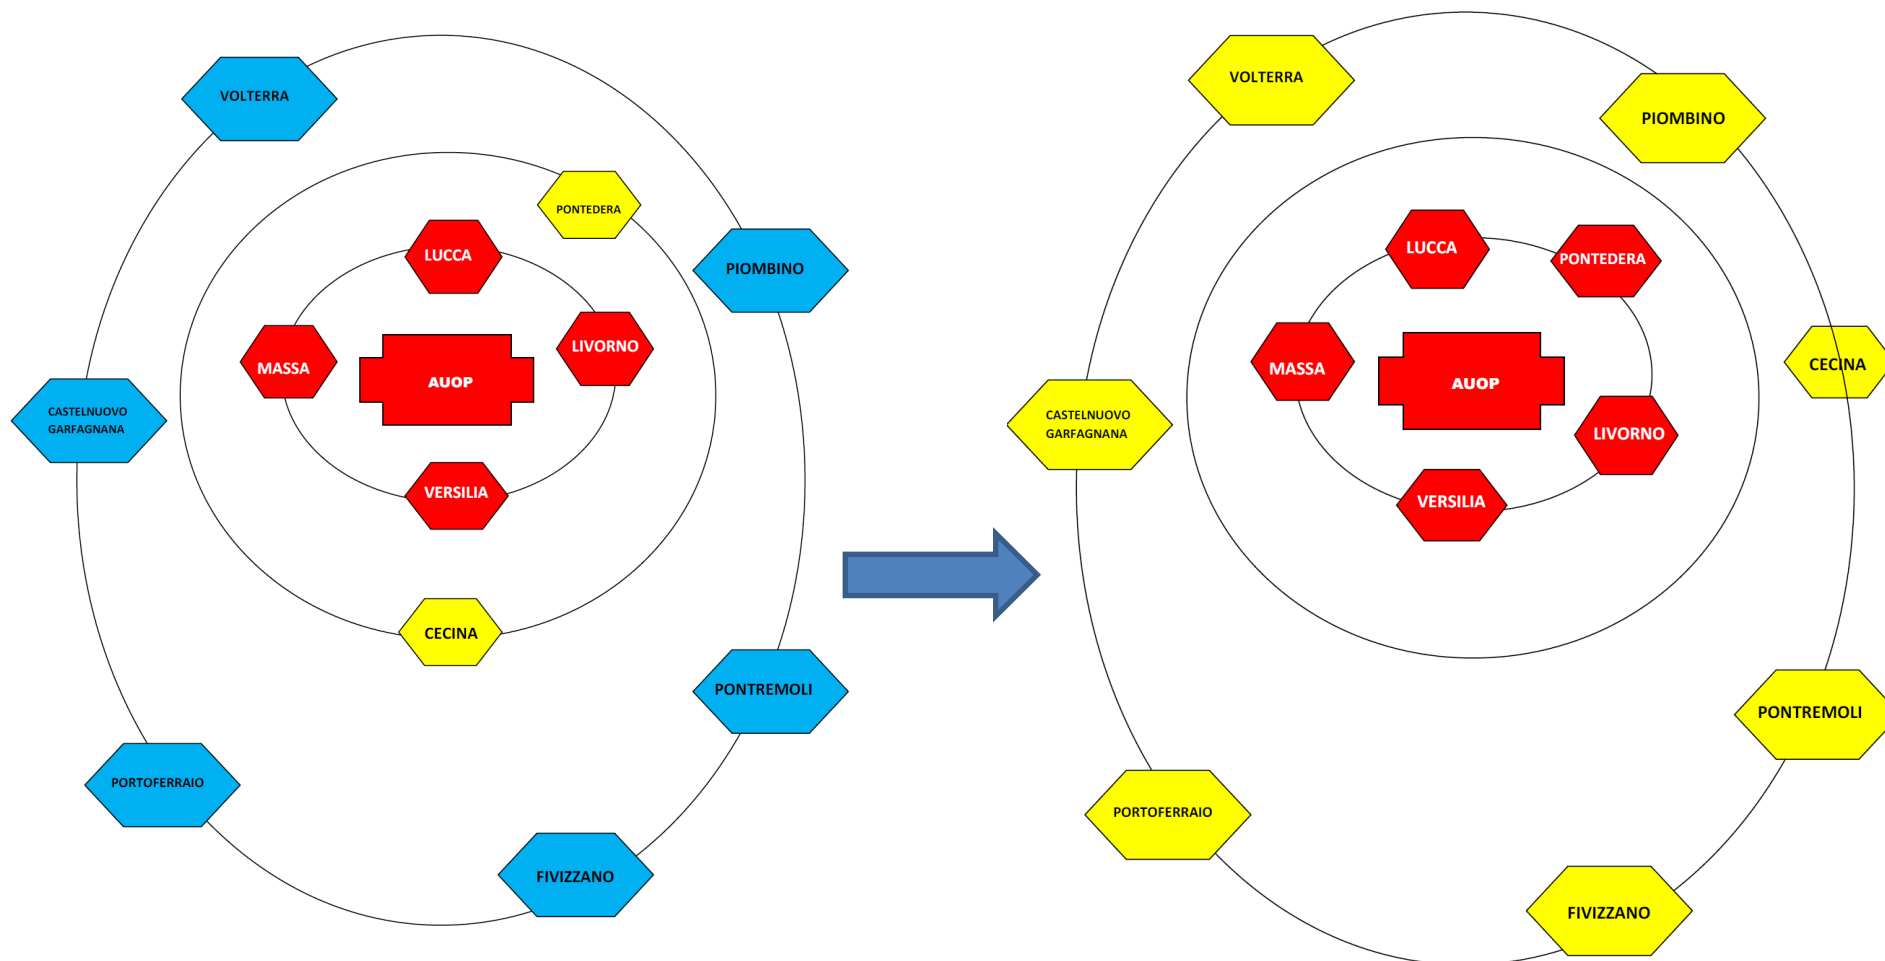 VOLTERRA
PONTEDERA
LUCCA
PIOMBINO
LIVORNO
MASSA
AUOP
CASTELNUOVO
GARFAGNANA
VERSILIA
CECINA
PONTREMOLI
PORTOFERRAIO
FIVIZZANO
VOLTERRA
PIOMBINO
LUCCA
PONTEDERA
MASSA
CECINA
AUOP
CASTELNUOVO
GARFAGNANA
LIVORNO
VERSILIA
PONTREMOLI
PORTOFERRAIO
FIVIZZANO